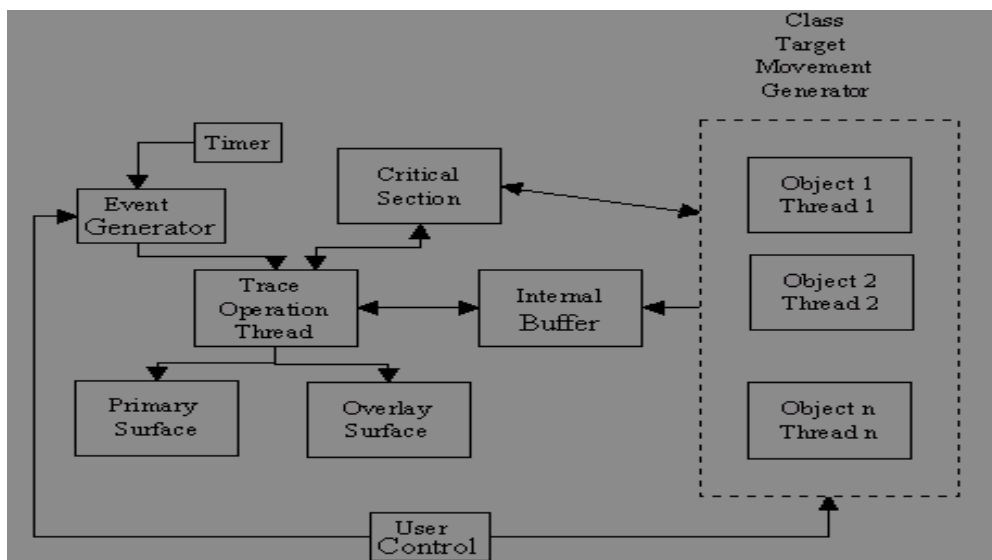 Class
Target
Movement
Generator
Timer
Critical
Section
Object 1
Thread 1
Event
Generator
Trace
Operation
Thread
Internal
Buffer
Object 2
Thread 2
Primary
Surface
Overlay
Surface
Object n
Thread n
User
Control